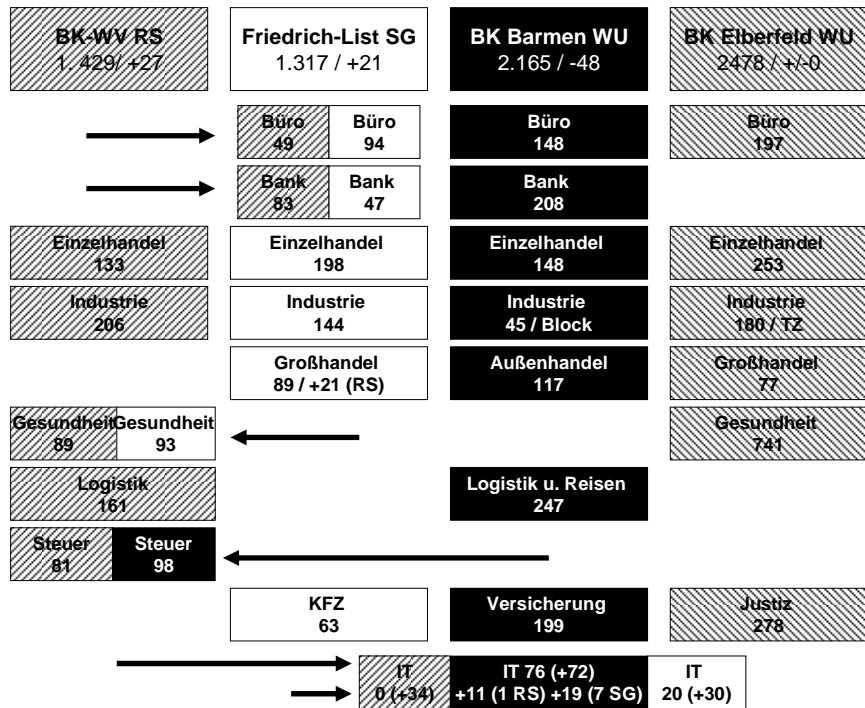 BK-WV RS
1. 429/ +27
Friedrich-List SG
1.317 / +21
BK Barmen WU
2.165 / -48
BK Elberfeld WU
2478 / +/-0
Büro
49
Büro
94
Büro
148
Büro
197
Bank
83
Bank
47
Bank
208
Einzelhandel
133
Einzelhandel
198
Einzelhandel
148
Einzelhandel
253
Industrie
206
Industrie
144
Industrie
45 / Block
Industrie
180 / TZ
Großhandel
89 / +21 (RS)
Außenhandel
117
Großhandel
77
Gesundheit
89
Gesundheit
93
Gesundheit
741
Logistik
161
Logistik u. Reisen
247
Steuer
81
Steuer
98
KFZ
63
Versicherung
199
Justiz
278
IT
0 (+34)
IT 76 (+72)
+11 (1 RS) +19 (7 SG)
IT
20 (+30)